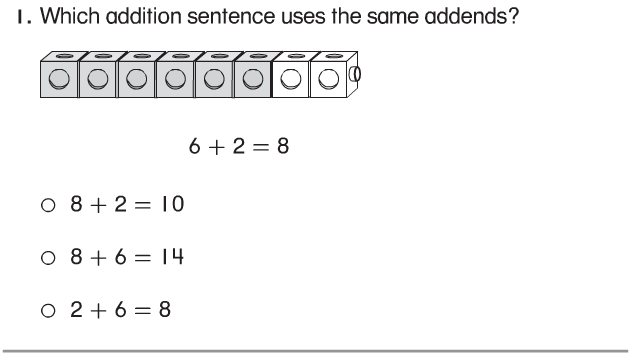 1. Which addition sentence uses the same addends?
6 + 2 = 8
8 + 2 = 10
8 + 6 = 14
2 + 6 = 8